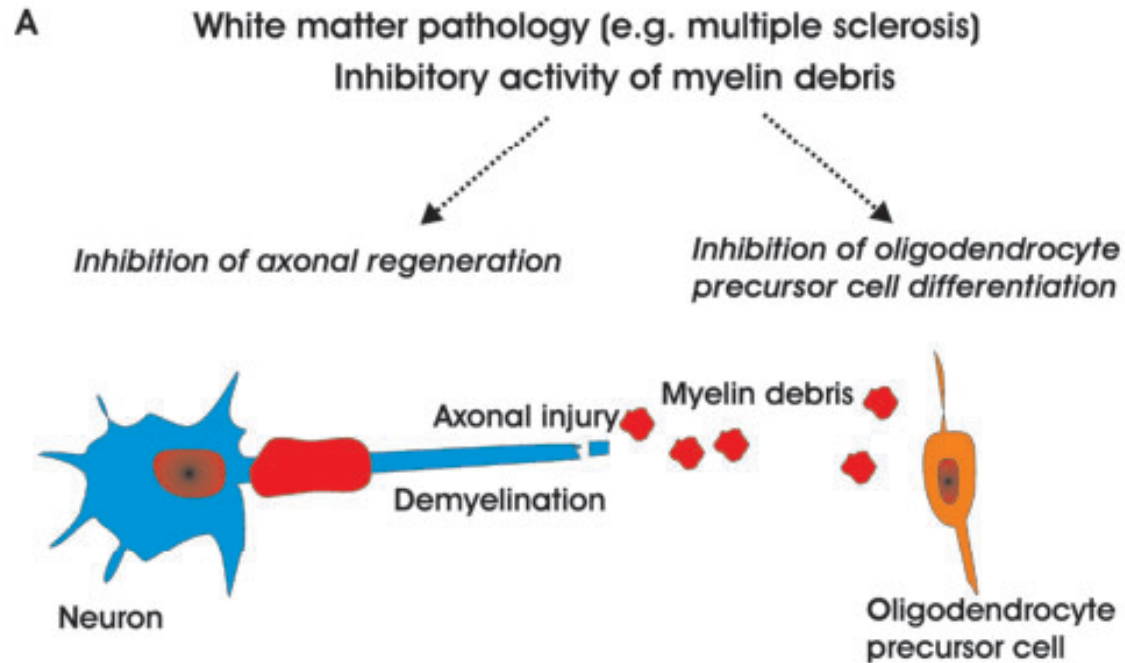 A
White matter pathology (e.g. multiple sclerosis)
Inhibitory activity of myelin debris
Inhibition of axonal regeneration
Inhibition of oligodendrocyte
precursor cell differentiation
Myelin debris
Axonal injury
Demyelination
Neuron
Oligodendrocyte
precursor cell